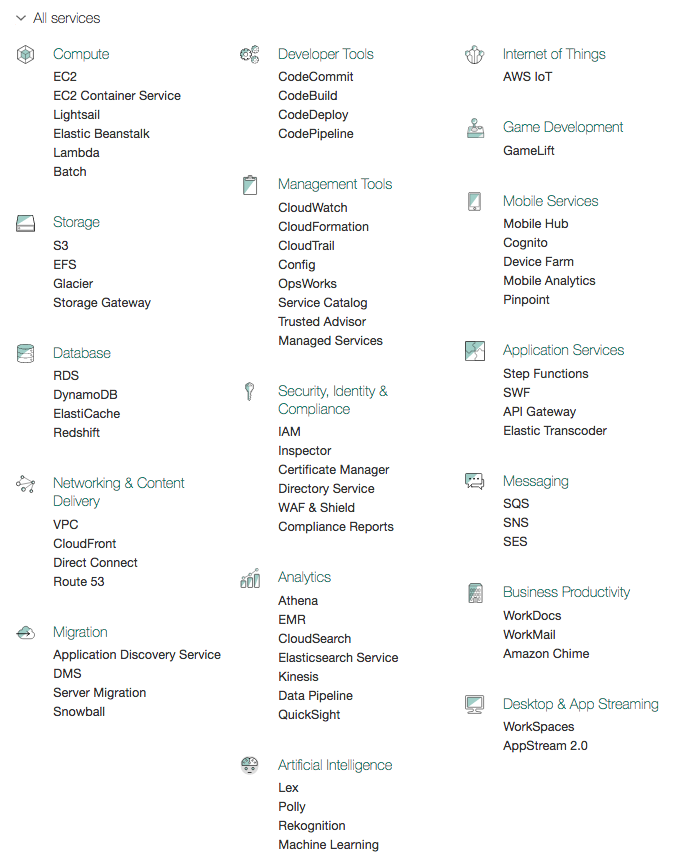 All services
Compute
EC2
EC2 Container Service
Lightsail
Elastic Beanstalk
Lambda
Batch
Storage
S3
EFS
Glacier
Storage Gateway
Database
RDS
DynamoDB
ElastiCache
Redshift
Networking & Content
Delivery
VPC
CloudFront
Direct Connect
Route 53
Migration
Application Discovery Service
DMS
Server Migration
Snowball
Developer Tools
CodeCommit
CodeBuild
CodeDeploy
CodePipeline
Management Tools
CloudWatch
CloudFormation
CloudTrail
Config
OpsWorks
Service Catalog
Trusted Advisor
Managed Services
Security, Identity &
Compliance
IAM
Inspector
Certificate Manager
Directory Service
WAF & Shield
Compliance Reports
Analytics
Athena
EMR
CloudSearch
Elasticsearch Service
Kinesis
Data Pipeline
QuickSight
Artificial Intelligence
Lex
Polly
Rekognition
Machine Learning
Internet of Things
AWS IoT
Game Development
GameLift
Mobile Services
Mobile Hub
Cognito
Device Farm
Mobile Analytics
Pinpoint
Application Services
Step Functions
SWF
API Gateway
Elastic Transcoder
Messaging
SQS
SNS
SES
Business Productivity
WorkDocs
WorkMail
Amazon Chime
Desktop & App Streaming
WorkSpaces
AppStream 2.0